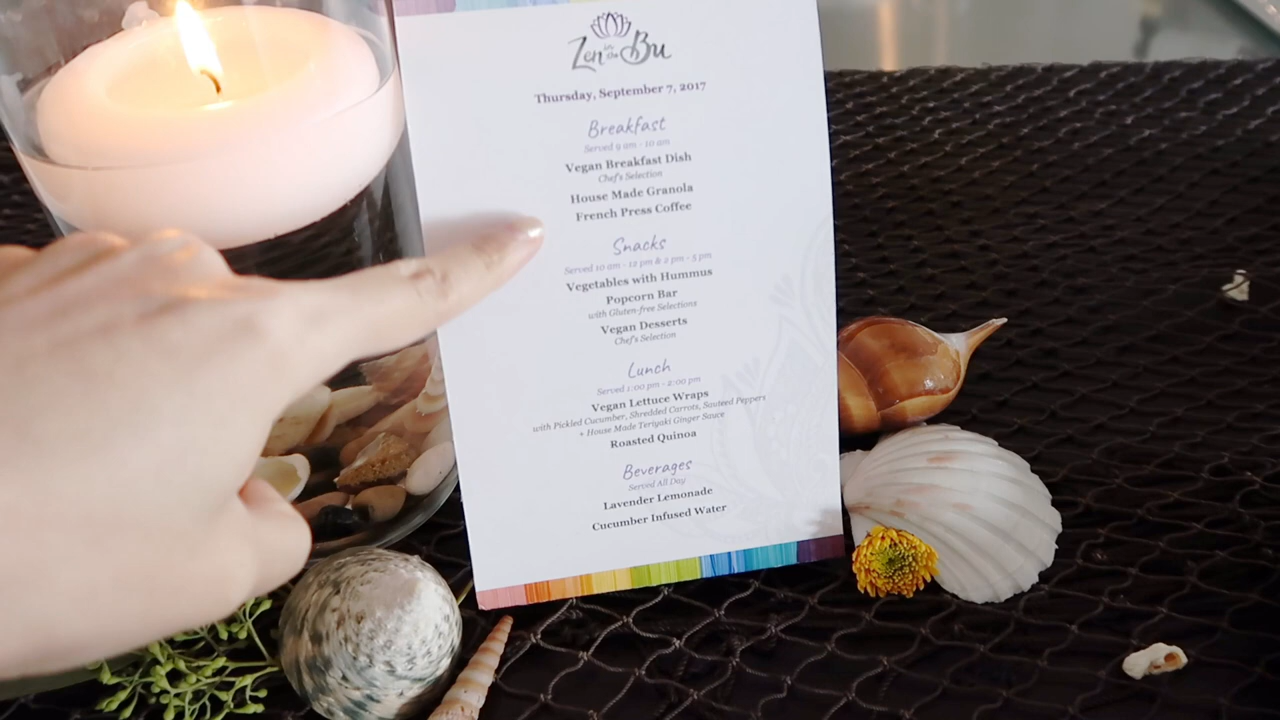 Zen in the Bu
Thursday, September 7, 2017
Breakfast
Served 9 am - 10 am
Vegan Breakfast Dish
Chef's Selection
House Made Granola
French Press Coffee
Snacks
Served 10 am - 12 pm & 2 pm - 5 pm
Vegetables with Hummus
Popcorn Bar
with Gluten-free Selections
Vegan Desserts
Chef's Selection
Lunch
Served 1:00 pm - 2:00 pm
Vegan Lettuce Wraps
with Pickled Cucumber, Shredded Carrots, Sauteed Peppers
+ House Made Teriyaki Ginger Sauce
Roasted Quinoa
Beverages
Served All Day
Lavender Lemonade
Cucumber Infused Water